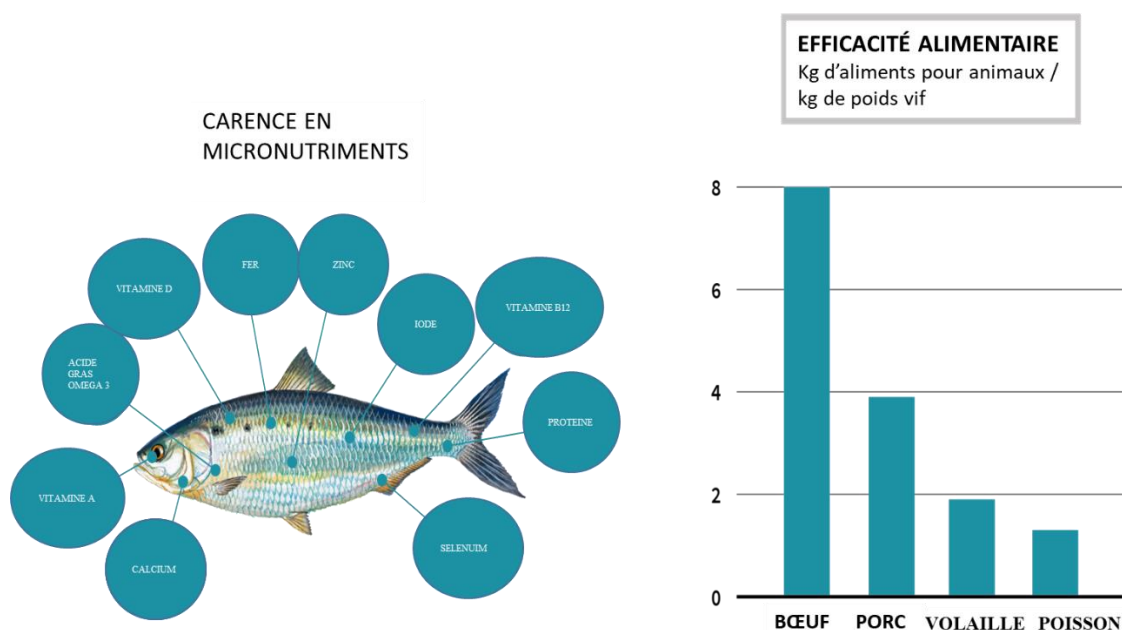 CARENCE EN
MICRONUTRIMENTS
VITAMINE D
FER
ZINC
IODE
VITAMINE B12
ACIDE
GRAS
OMEGA 3
PROTEINE
VITAMINE A
CALCIUM
SELENUIM
EFFICACITÉ ALIMENTAIRE
Kg d’aliments pour animaux /
kg de poids vif
8
6
4
2
0
BŒUF PORC VOLAILLE POISSON